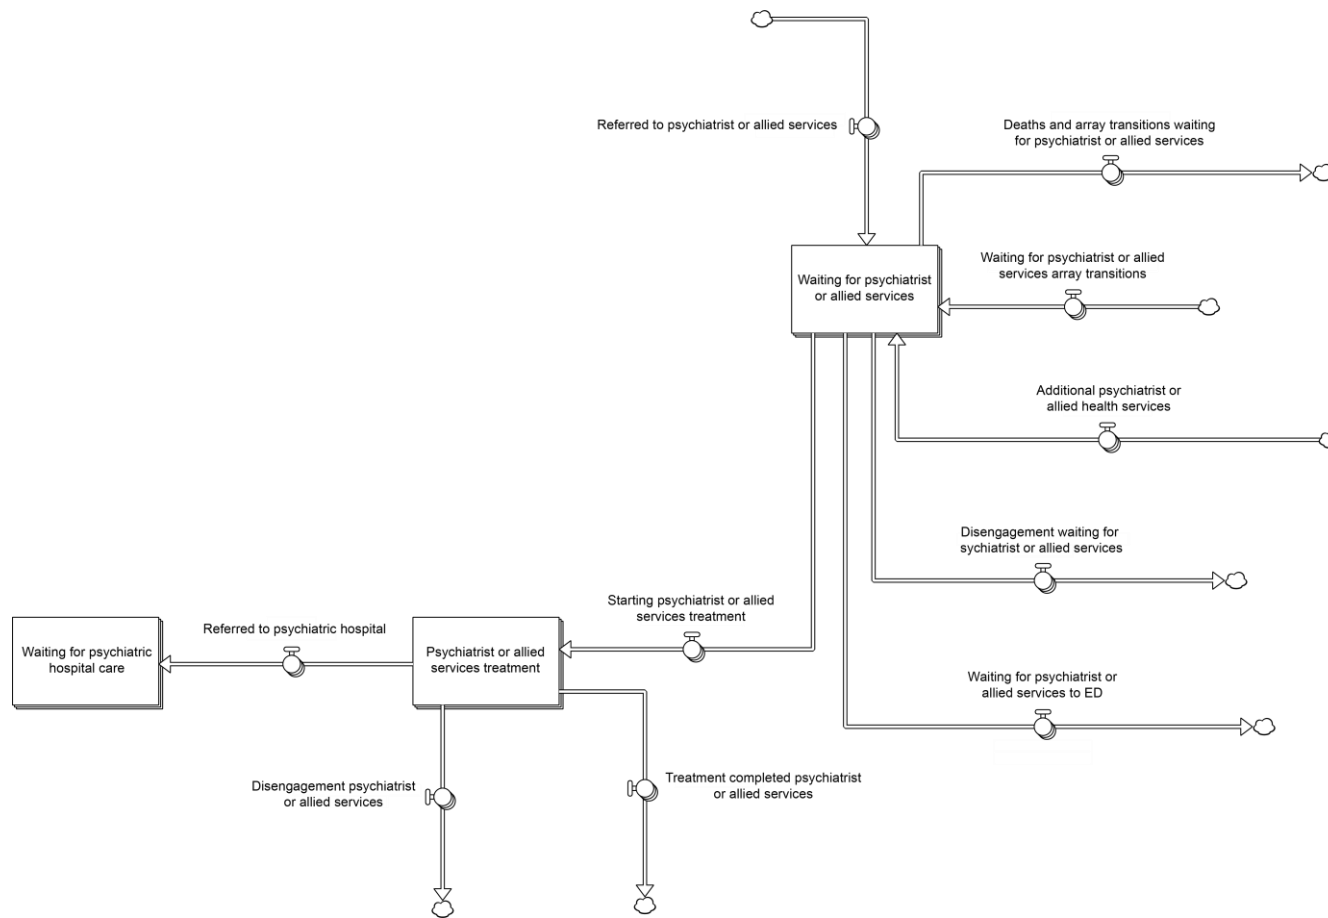 Referred to psychiatrist or allied services
Deaths and array transitions waiting
for psychiatrist or allied services
Waiting for psychiatrist
or allied services
Waiting for psychiatrist or allied
services array transitions
Additional psychiatrist or
allied health services
Disengagement waiting for
sychiatrist or allied services
Starting psychiatrist or allied
services treatment
Waiting for psychiatric
hospital care
Referred to psychiatric hospital
Psychiatrist or allied
services treatment
Waiting for psychiatrist or
allied services to ED
Disengagement psychiatrist
or allied services
Treatment completed psychiatrist
or allied services